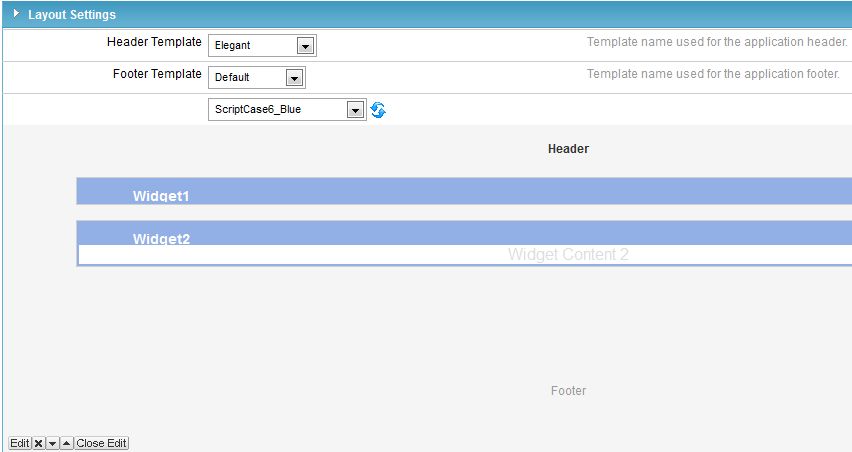 Layout Settings
Header Template Elegant Template name used for the application header.
Footer Template Default Template name used for the application footer.
ScriptCase6_Blue
Header
Widget1
Widget2
Widget Content 2
Footer
Edit Close Edit